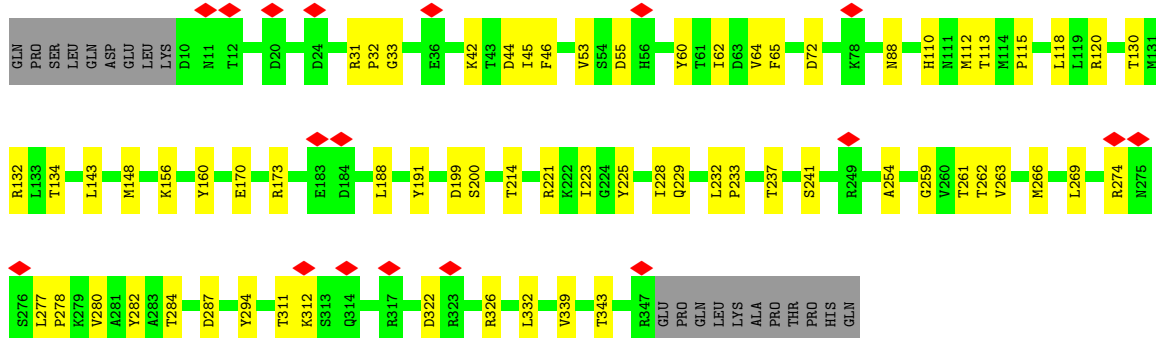 GLN PRO SER LEU GLN ASP GLU LEU LYS D10 N11 T12 D20 D24 R31 P32 G33 E36 K42 T43 D44 I45 F46 V53 S54 D55 H56 Y60 T61 I62 D63 V64 F65 D72 K78 N88 H110 N111 M112 T113 M114 P115 L118 L119 R120 T130 M131
R132 L133 T134 L143 M148 K156 Y160 E170 R173 E183 D184 L188 Y191 D199 S200 T214 R221 K222 I223 G224 Y225 I228 Q229 L232 P233 T237 S241 R249 A254 G259 V260 T261 T262 V263 M266 L269 R274 N275
S276 L277 P278 K279 V280 A281 Y282 A283 T284 D287 Y294 T311 K312 S313 Q314 R317 D322 R323 R326 L332 V339 T343 R347 GLU PRO GLN LEU LYS ALA PRO THR PRO HIS GLN